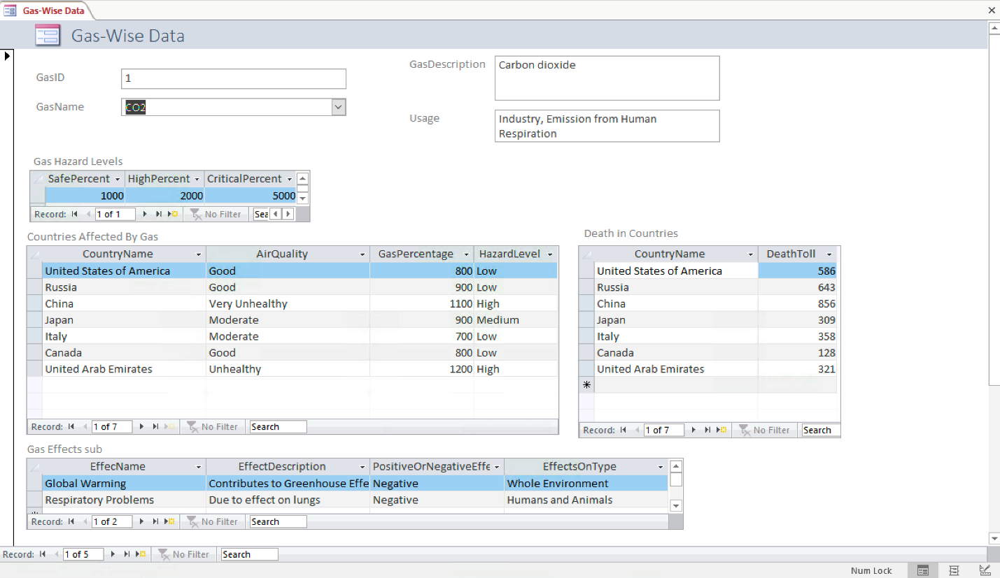 Gas-Wise Data
Gas-Wise Data
GasID 1
GasName CO2
GasDescription Carbon dioxide
Usage Industry, Emission from Human
Respiration
Gas Hazard Levels
SafePercent HighPercent CriticalPercent
1000 2000 5000
Record: 1 of 1 No Filter Sea
Countries Affected By Gas
CountryName AirQuality GasPercentage HazardLevel
United States of America Good 800 Low
Russia Good 900 Low
China Very Unhealthy 1100 High
Japan Moderate 900 Medium
Italy Moderate 700 Low
Canada Good 800 Low
United Arab Emirates Unhealthy 1200 High
Record: 1 of 7 No Filter Search
Death in Countries
CountryName DeathToll
United States of America 586
Russia 643
China 856
Japan 309
Italy 358
Canada 128
United Arab Emirates 321
Record: 1 of 7 No Filter Search
Gas Effects sub
EffecName EffectDescription PositiveOrNegativeEffe EffectsOnType
Global Warming Contributes to Greenhouse Effe Negative Whole Environment
Respiratory Problems Due to effect on lungs Negative Humans and Animals
Record: 1 of 2 No Filter Search
Record: 1 of 5 No Filter Search
Num Lock